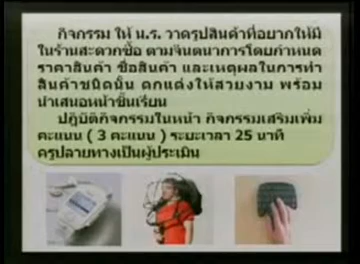 กิจกรรม ให้ น.ร. วาดรูปสินค้าที่อยากให้มี
ในร้านสะดวกซื้อ ตามจินตนาการโดยกำหนด
ราคาสินค้า ชื่อสินค้า และเหตุผลในการทำ
สินค้าชนิดนั้น ตกแต่งให้สวยงาม พร้อม
นำเสนอหน้าชั้นเรียน
ปฏิบัติกิจกรรมในหน้า กิจกรรมเสริมเพิ่ม
คะแนน ( 3 คะแนน ) ระยะเวลา 25 นาที
ครูปลายทางเป็นผู้ประเมิน